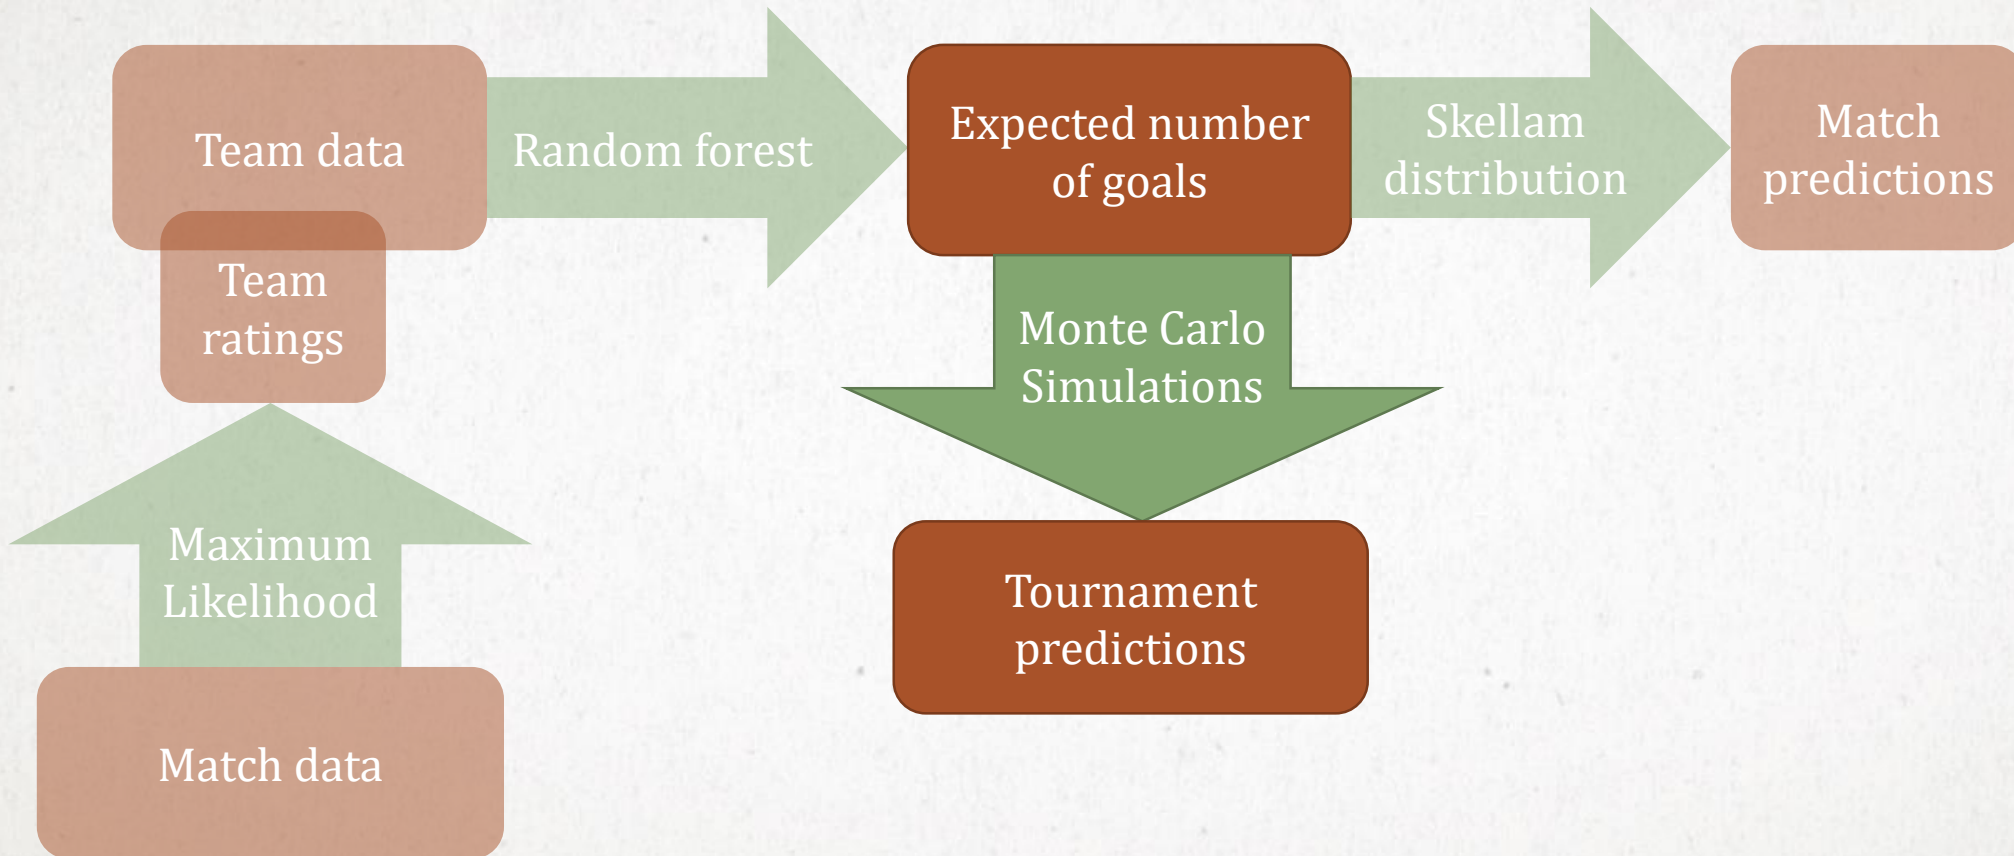 Team data
Random forest
Expected number
of goals
Skellam
distribution
Match
predictions
Team
ratings
Monte Carlo
Simulations
Maximum
Likelihood
Tournament
predictions
Match data